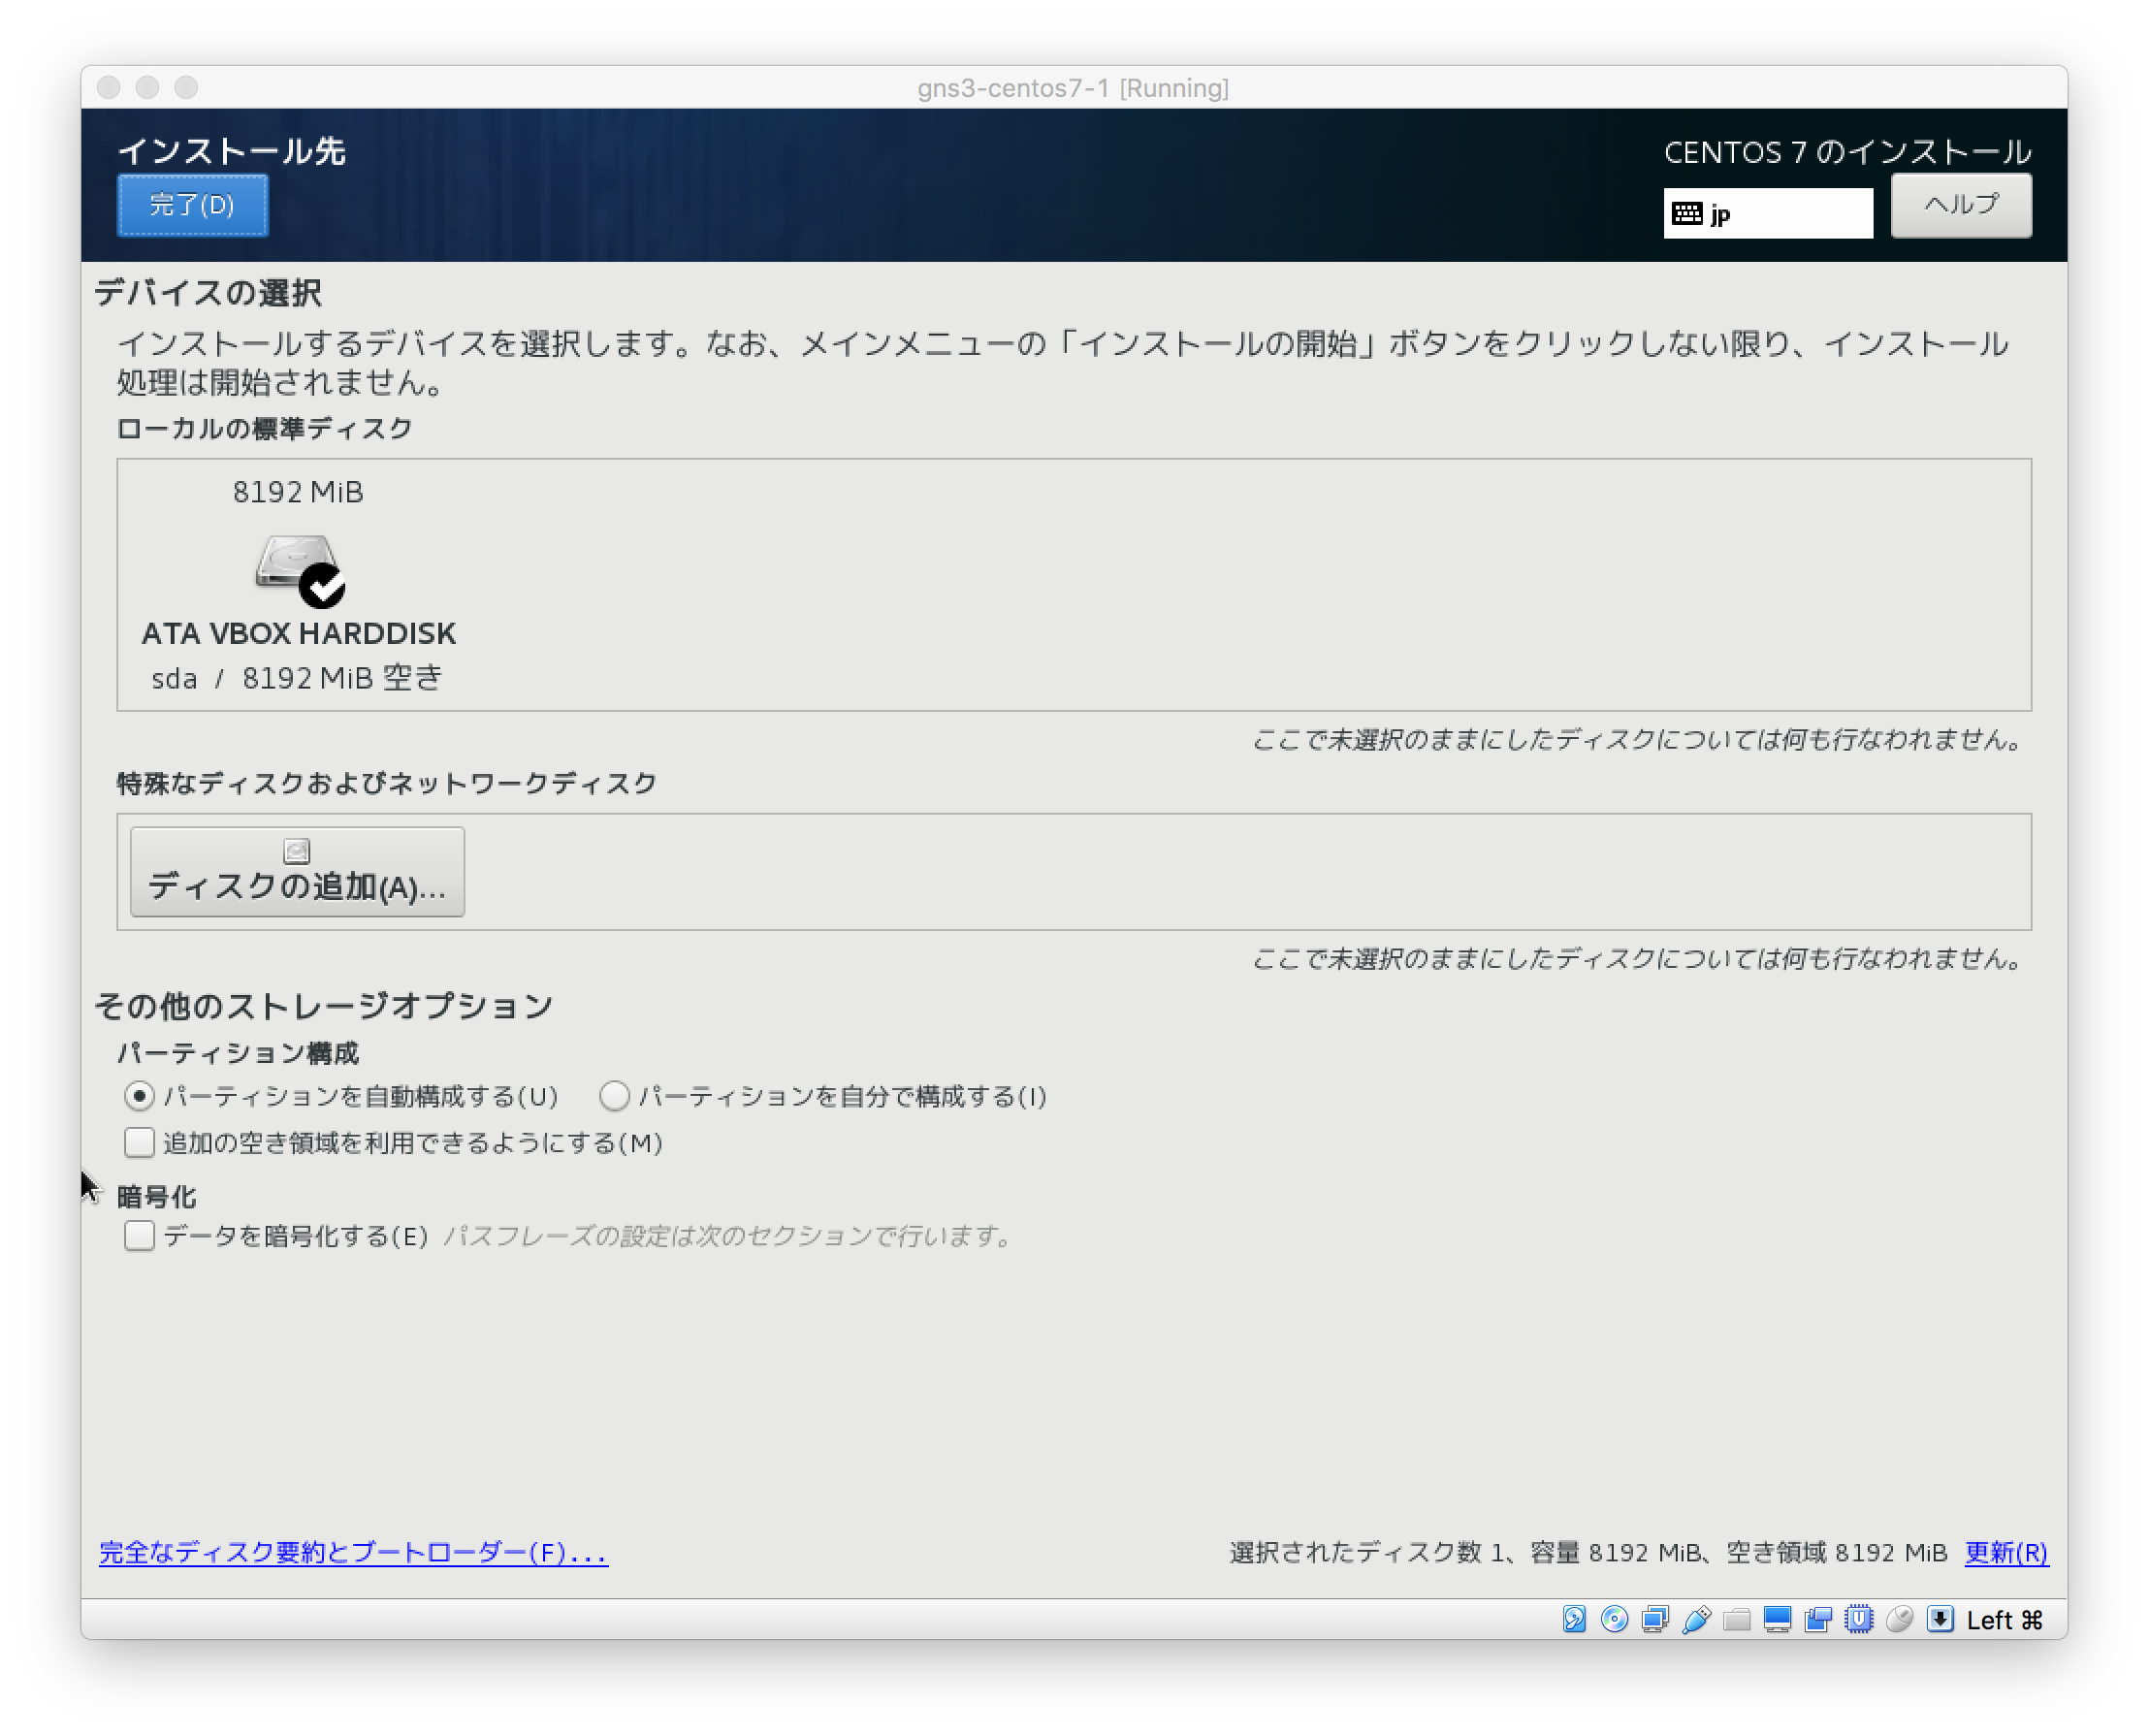 gns3-centos7-1 [Running]
インストール先
CENTOS 7 のインストール
完了(D)
jp
ヘルプ
デバイスの選択
インストールするデバイスを選択します。なお、メインメニューの「インストールの開始」ボタンをクリックしない限り、インストール
処理は開始されません。
ローカルの標準ディスク
8192 MiB
ATA VBOX HARDDISK
sda / 8192 MiB 空き
ここで未選択のままにしたディスクについては何も行なわれません。
特殊なディスクおよびネットワークディスク
ディスクの追加(A)...
ここで未選択のままにしたディスクについては何も行なわれません。
その他のストレージオプション
パーティション構成
パーティションを自動構成する(U) パーティションを自分で構成する(I)
追加の空き領域を利用できるようにする(M)
暗号化
データを暗号化する(E) パスフレーズの設定は次のセクションで行います。
完全なディスク要約とブートローダー(F)...
選択されたディスク数 1、容量 8192 MiB、空き領域 8192 MiB 更新(R)
Left ⌘